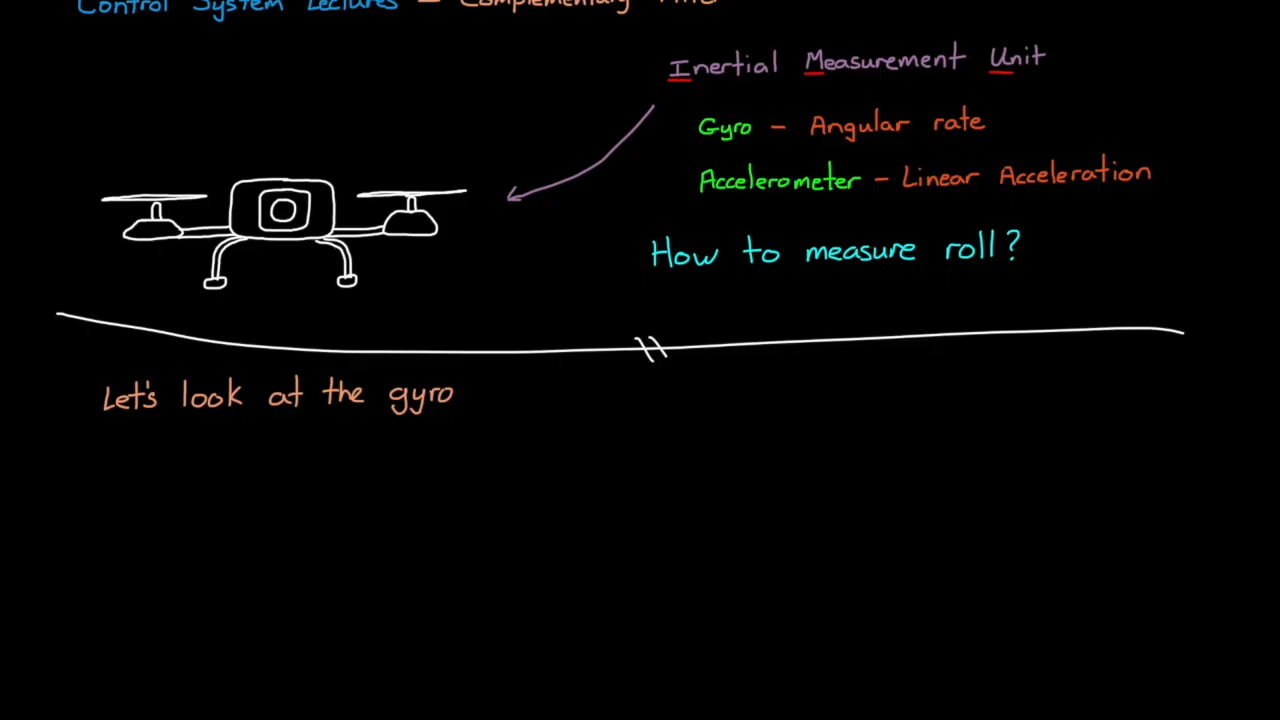 Control System Lectures - Complementary
Inertial Measurement Unit
Gyro - Angular rate
Accelerometer - Linear Acceleration
How to measure roll?
Let's look at the gyro